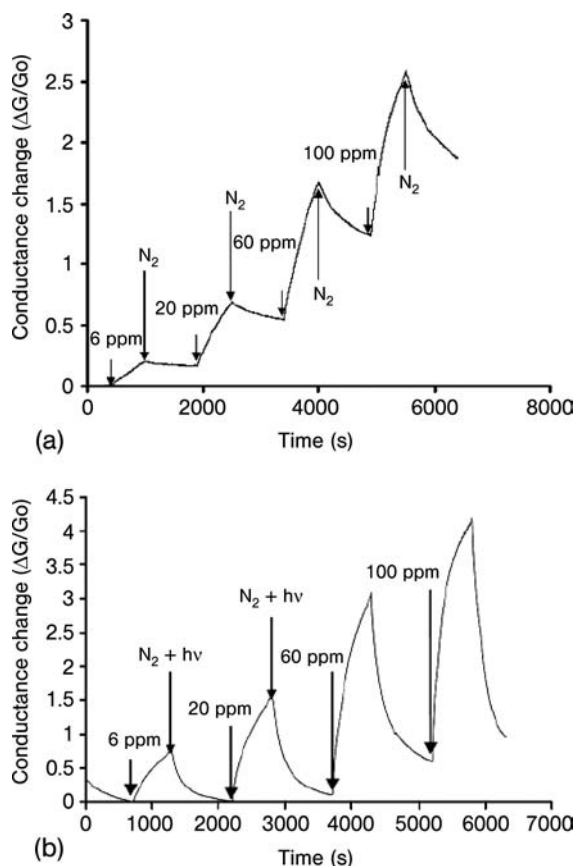 3
2.5
2
1.5
1
0.5
0
Conductance change (ΔG/Go)
6 ppm
N₂
20 ppm
N₂
60 ppm
N₂
100 ppm
N₂
0 2000 4000 6000 8000
Time (s)
(a)
4.5
4
3.5
3
2.5
2
1.5
1
0.5
0
Conductance change (ΔG/Go)
6 ppm
N₂ + hν
20 ppm
N₂ + hν
60 ppm
100 ppm
0 1000 2000 3000 4000 5000 6000 7000
Time (s)
(b)